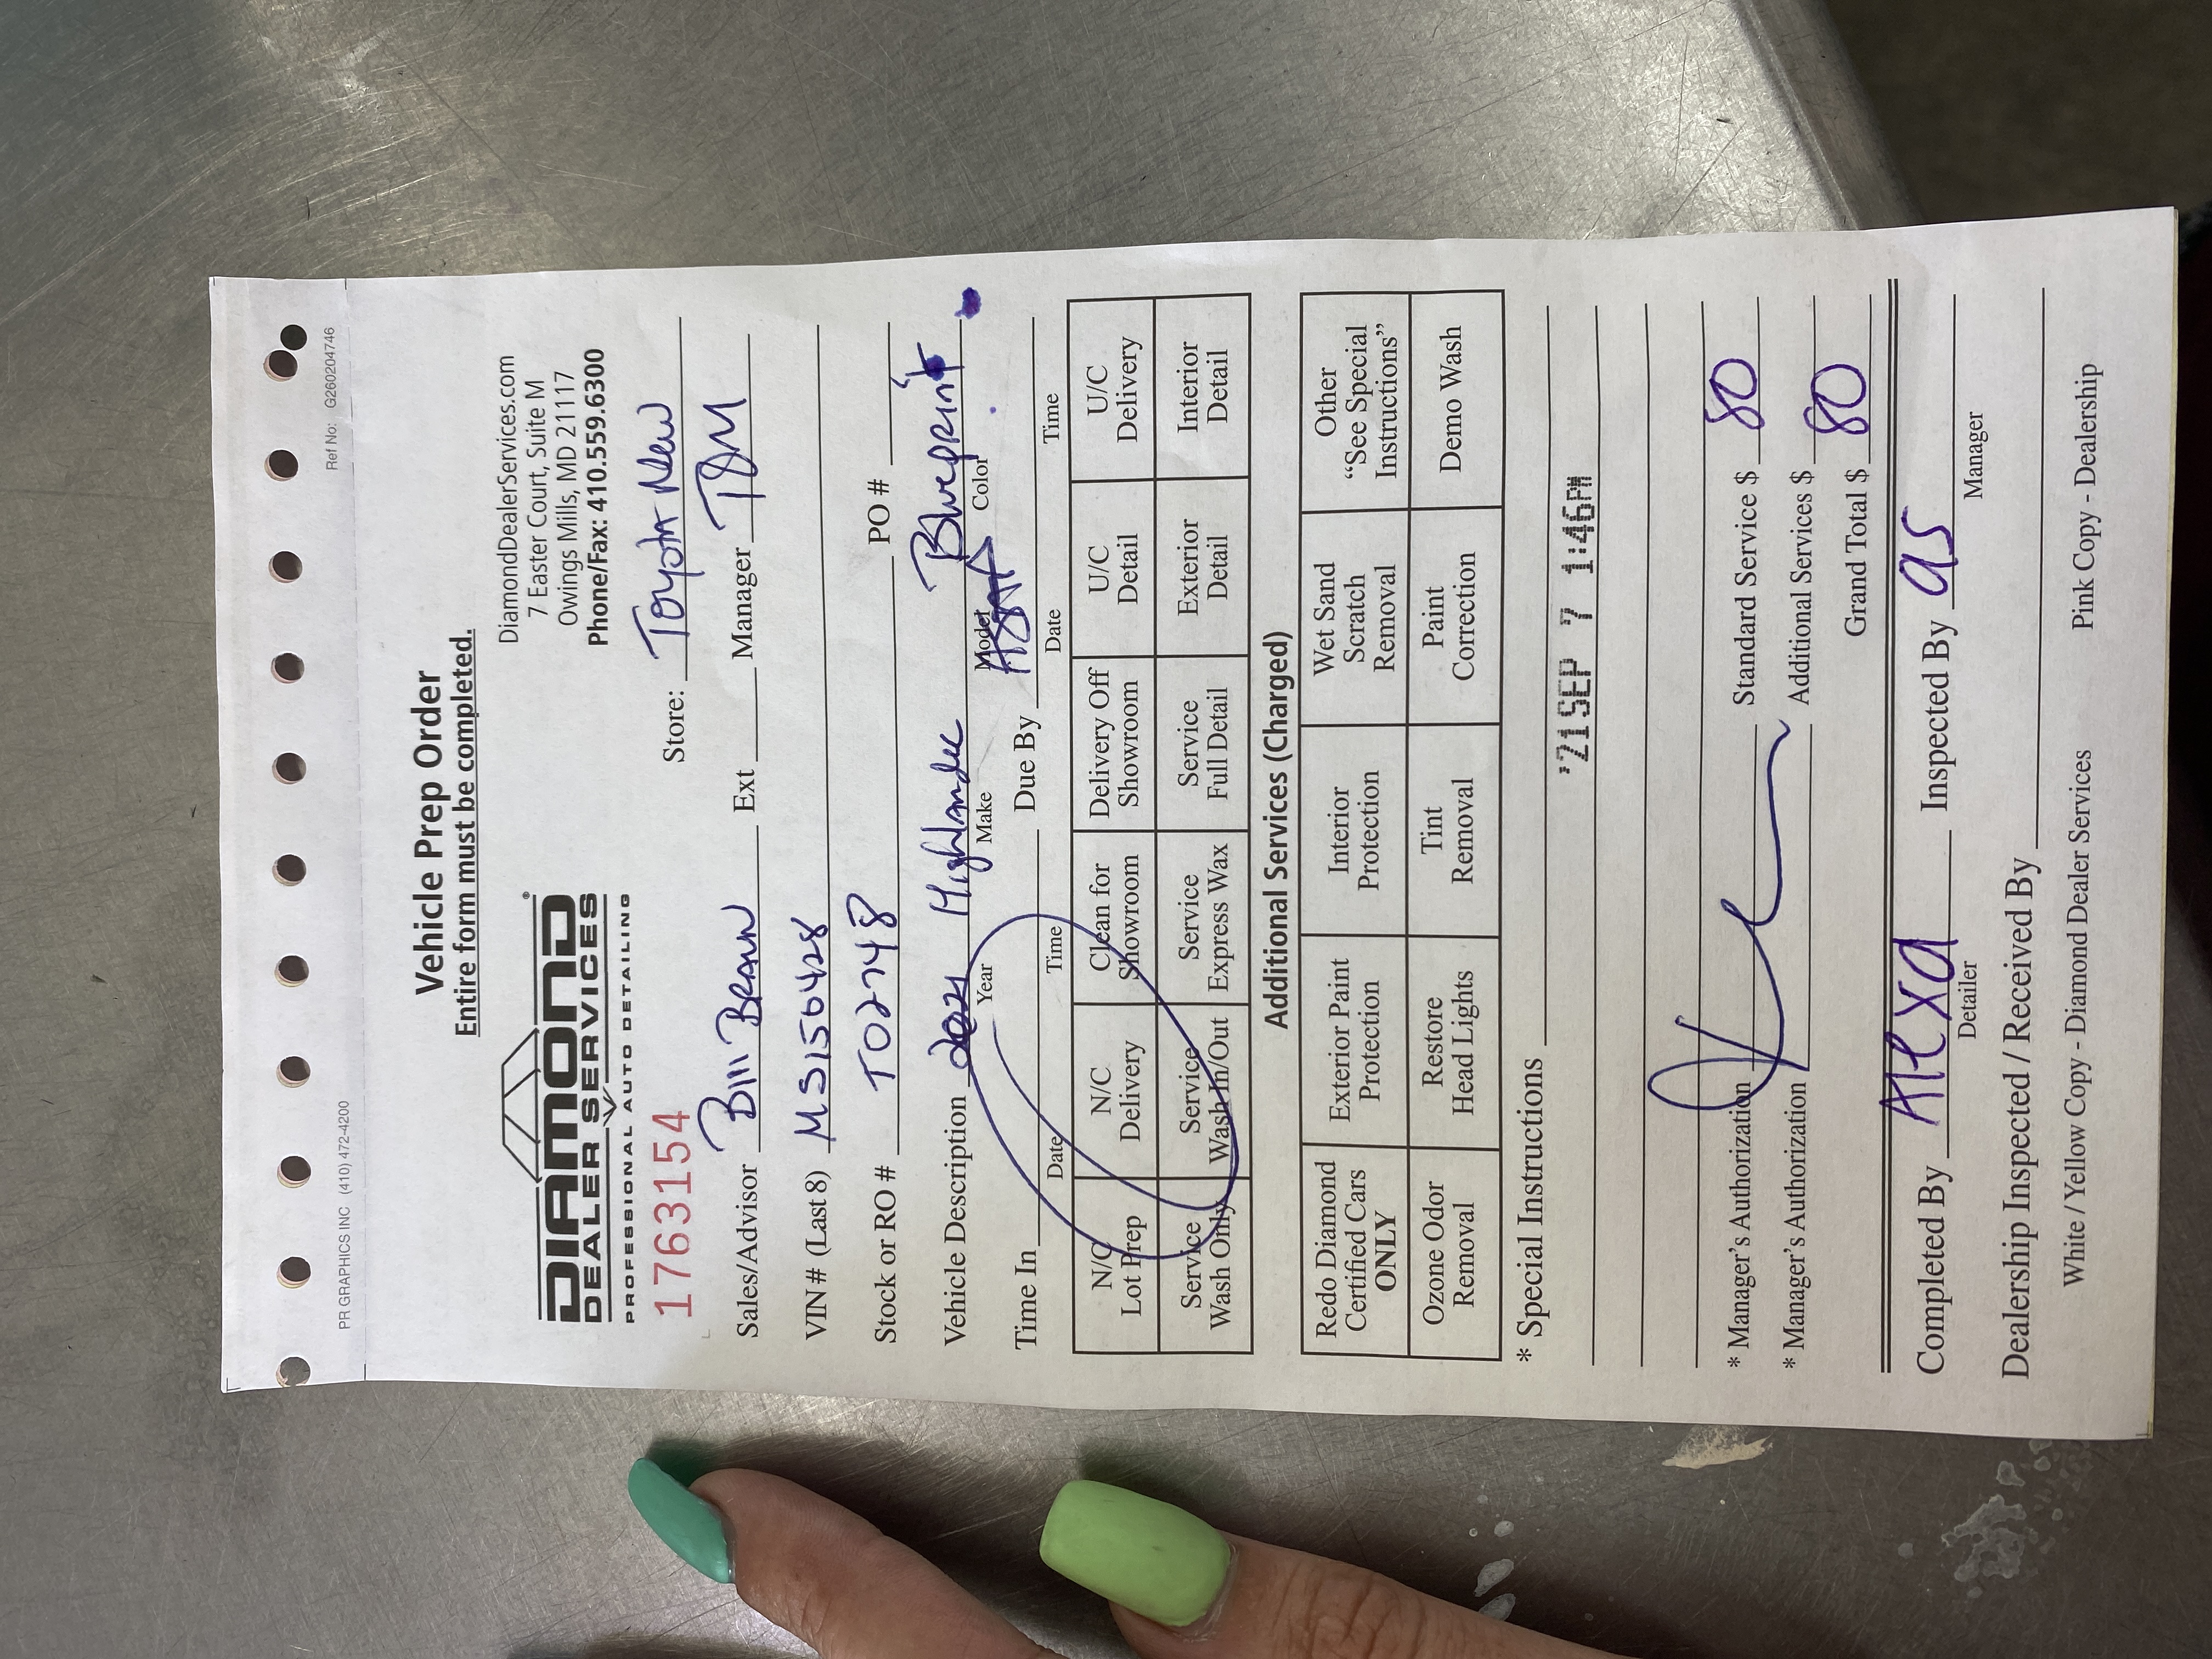 PR GRAPHICS INC (410) 472-4200 Ref No: G260204746
Vehicle Prep Order
Entire form must be completed.
DIAMOND®
DEALER SERVICES
PROFESSIONAL AUTO DETAILING
DiamondDealerServices.com
7 Easter Court, Suite M
Owings Mills, MD 21117
Phone/Fax: 410.559.6300
1763154
Store: Toyota New
Sales/Advisor Bill Brown Ext Manager
VIN # (Last 8) MS156428
Stock or RO # T02748 PO #
Vehicle Description 2021 Highlander Blueprint
Year Make Model Color
Time In Due By ASAP
Date Time Date Time
N/C Lot Prep
N/C Delivery
Clean for Showroom
Delivery Off Showroom
U/C Detail
U/C Delivery
Service Wash Only
Service Wash In/Out
Service Express Wax
Service Full Detail
Exterior Detail
Interior Detail
Additional Services (Charged)
Redo Diamond Certified Cars ONLY
Exterior Paint Protection
Interior Protection
Wet Sand Scratch Removal
Other “See Special Instructions”
Ozone Odor Removal
Restore Head Lights
Tint Removal
Paint Correction
Demo Wash
* Special Instructions
'21SEP 7 1:46PM
* Manager's Authorization Standard Service $ 80
* Manager's Authorization Additional Services $
Grand Total $ 80
Completed By Alexa Inspected By as
Detailer Manager
Dealership Inspected / Received By
White / Yellow Copy - Diamond Dealer Services Pink Copy - Dealership